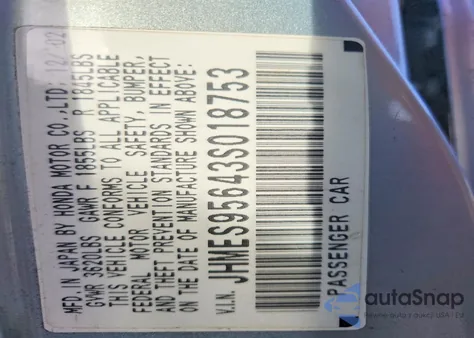 MFD. IN JAPAN BY HONDA MOTOR CO.,LTD. 12/02
GVWR 3620LBS GAWR F 1855LBS R 1845LBS
THIS VEHICLE CONFORMS TO ALL APPLICABLE
FEDERAL MOTOR VEHICLE SAFETY, BUMPER,
AND THEFT PREVENTION STANDARDS IN EFFECT
ON THE DATE OF MANUFACTURE SHOWN ABOVE:
V.I.N. JHMES95643S018753
PASSENGER CAR
autoSnap